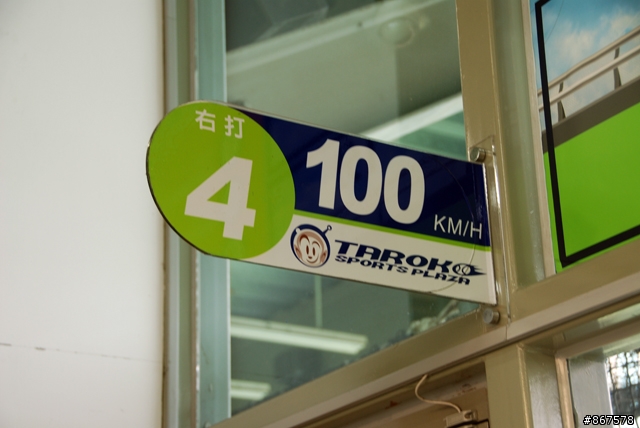 右打
4
100
KM/H
TAROKO
SPORTS PLAZA
#867578